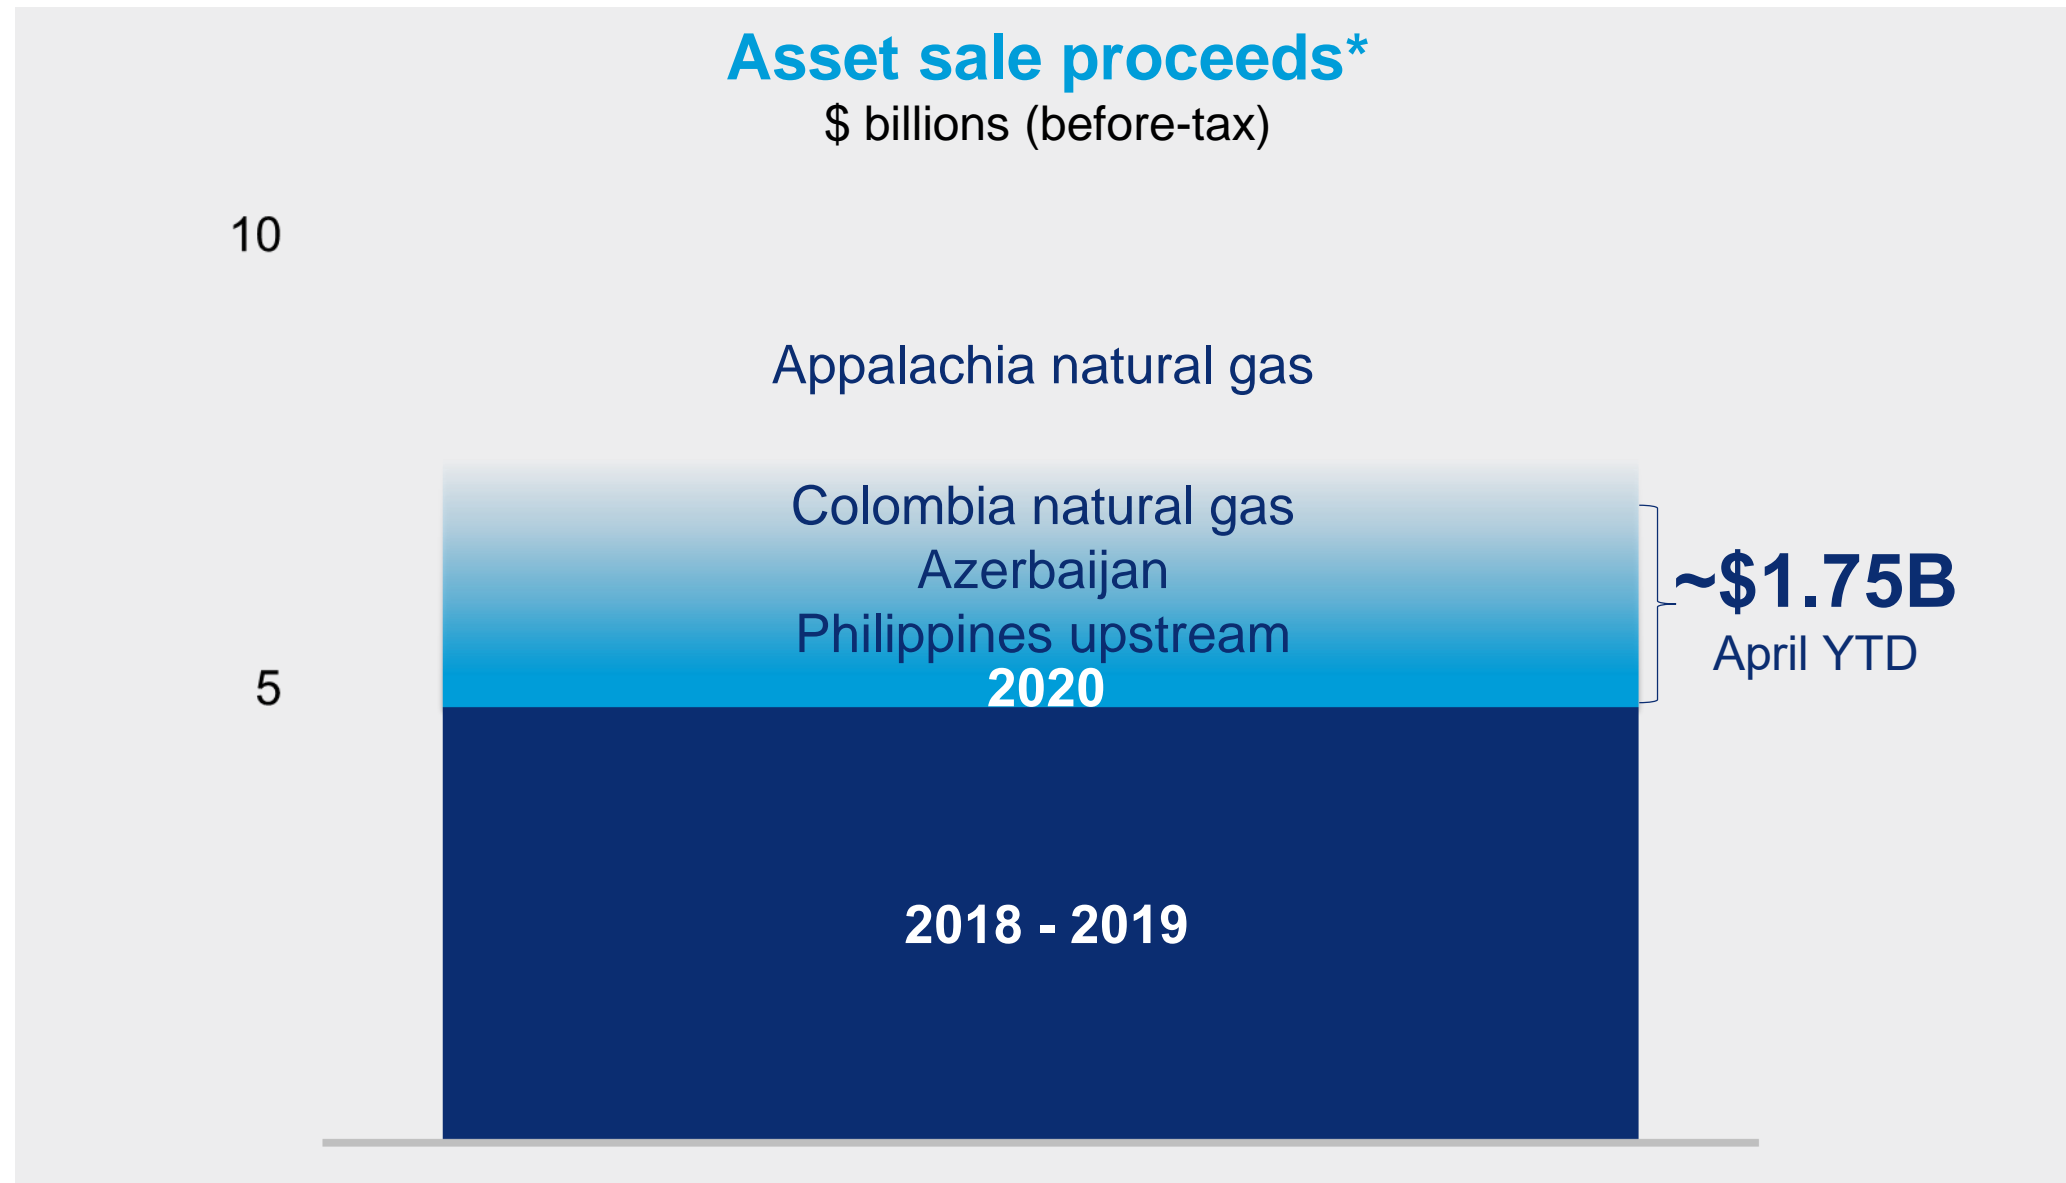 Asset sale proceeds*
$ billions (before-tax)
10
Appalachia natural gas
Colombia natural gas
Azerbaijan
Philippines upstream
2020
~$1.75B
April YTD
5
2018 - 2019